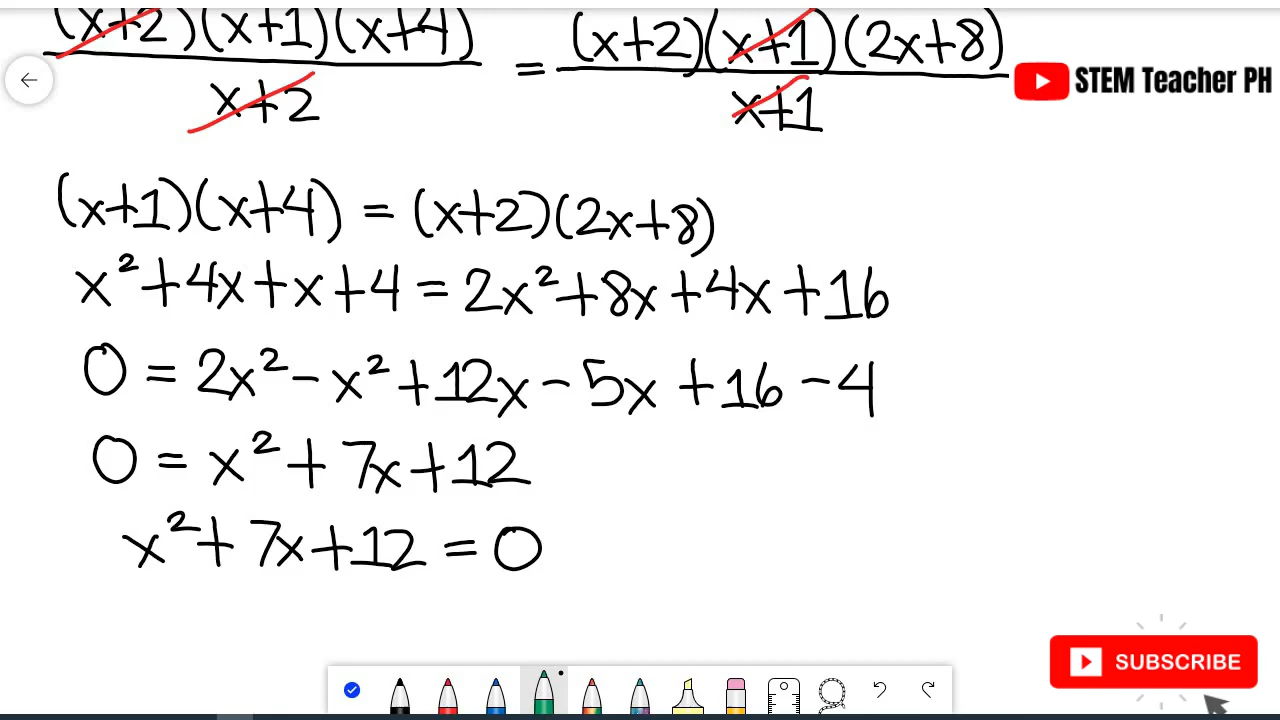 (x+2)(x+1)(x+4) / x+2 = (x+2)(x+1)(2x+8) / x+1
STEM Teacher PH
(x+1)(x+4) = (x+2)(2x+8)
x² + 4x + x + 4 = 2x² + 8x + 4x + 16
0 = 2x² - x² + 12x - 5x + 16 - 4
0 = x² + 7x + 12
x² + 7x + 12 = 0
SUBSCRIBE